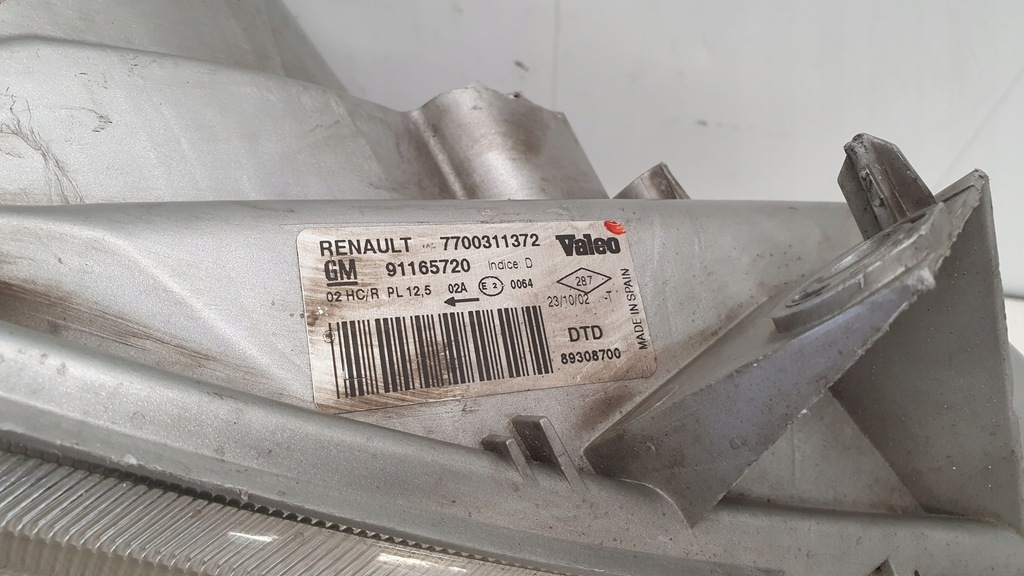 RENAULT 7700311372 Valeo
GM 91165720 Indice: D
02 HC/R PL 12,5 02A E2 0064
287
23/10/02 -T
MADE IN SPAIN
DTD
89308700